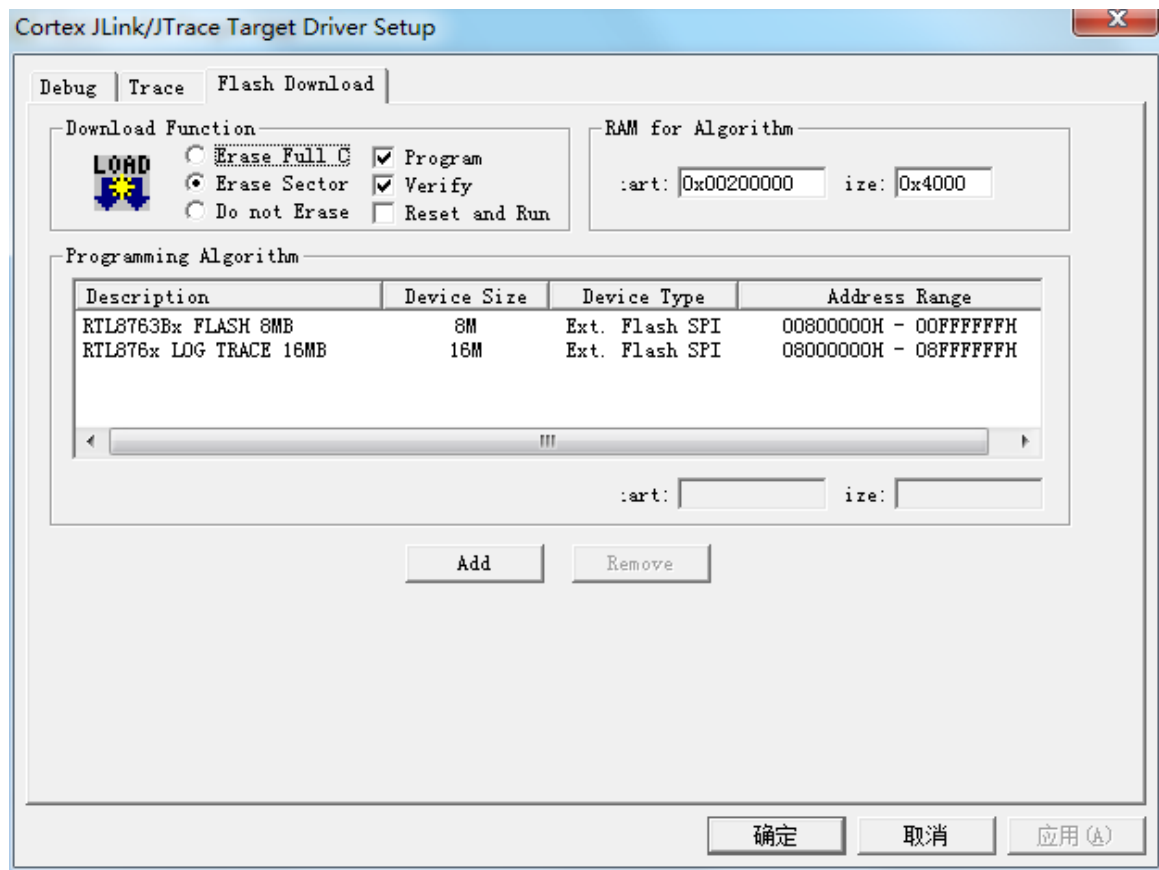 Cortex JLink/JTrace Target Driver Setup
Debug Trace Flash Download
Download Function
LOAD
Erase Full C
Erase Sector
Do not Erase
Program
Verify
Reset and Run
RAM for Algorithm
:art: 0x00200000 ize: 0x4000
Programming Algorithm
Description Device Size Device Type Address Range
RTL8763Bx FLASH 8MB 8M Ext. Flash SPI 00800000H - 00FFFFFFH
RTL876x LOG TRACE 16MB 16M Ext. Flash SPI 08000000H - 08FFFFFFH
:art: ize:
Add Remove
确定 取消 应用(A)